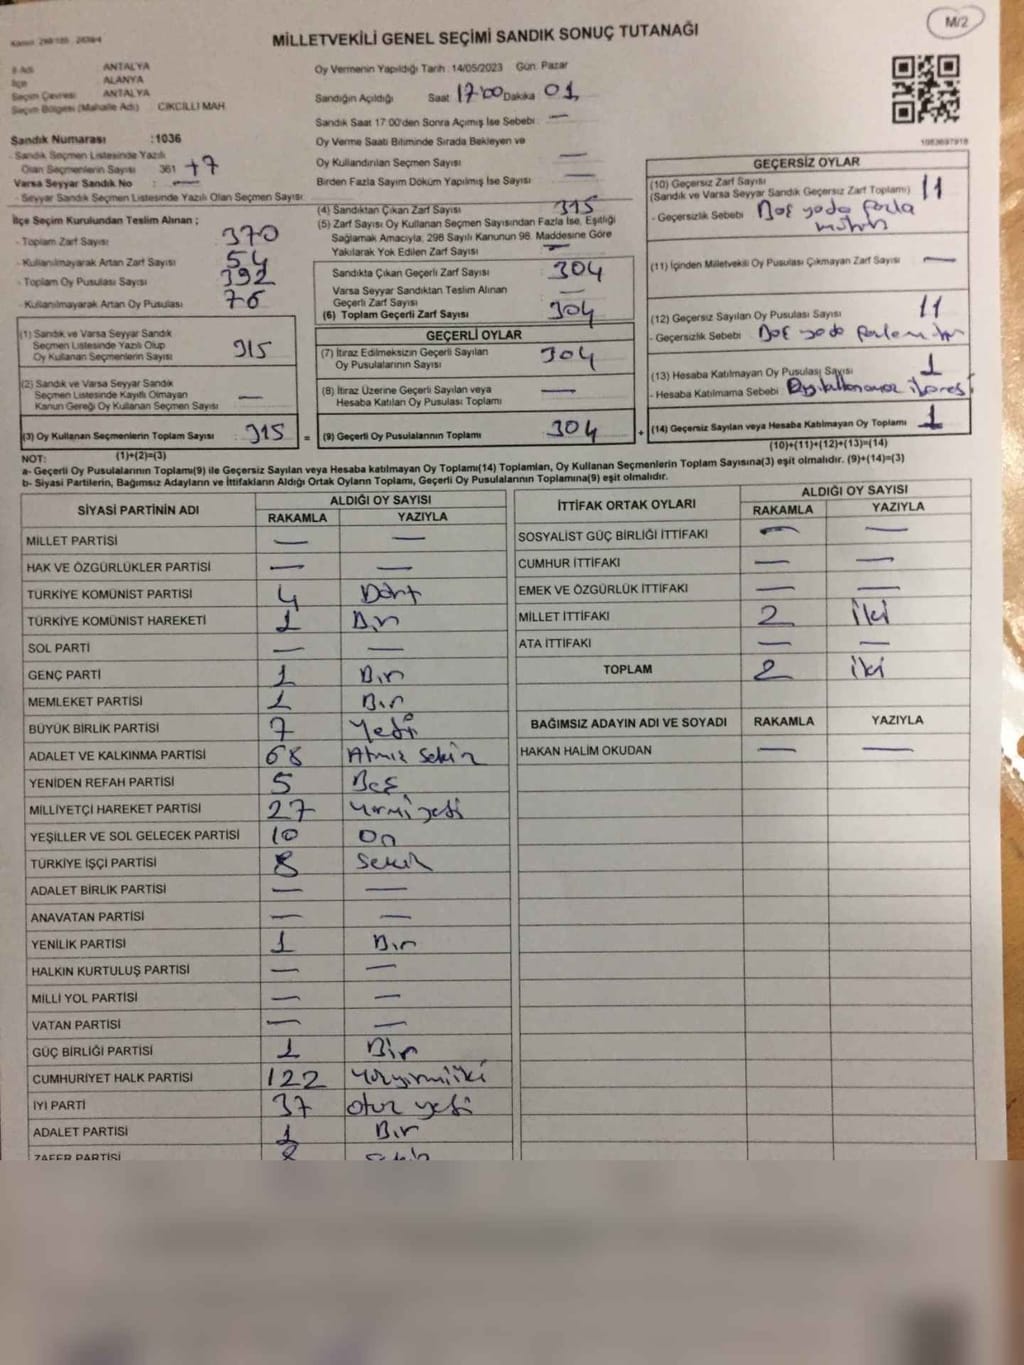 M/2
MİLLETVEKİLİ GENEL SEÇİMİ SANDIK SONUÇ TUTANAĞI
İl Adı ANTALYA
İlçe ALANYA
Seçim Çevresi ANTALYA
Seçim Bölgesi (Mahalle Adı) CİKCİLLİ MAH
Oy Vermenin Yapıldığı Tarih :14/05/2023 Gün: Pazar
Sandığın Açıldığı Saat 17:00 Dakika 01,
Sandık Saat 17:00'den Sonra Açılmış İse Sebebi —
Oy Verme Saati Bitiminde Sırada Bekleyen ve
Oy Kullandırılan Seçmen Sayısı —
Birden Fazla Sayım Döküm Yapılmış İse Sayısı —
1083697918
Sandık Numarası :1036
- Sandık Seçmen Listesinde Yazılı
Olan Seçmenlerin Sayısı 361 +7
Varsa Seyyar Sandık No : —
- Seyyar Sandık Seçmen Listesinde Yazılı Olan Seçmen Sayısı
İlçe Seçim Kurulundan Teslim Alınan ;
- Toplam Zarf Sayısı 370
- Kullanılmayarak Artan Zarf Sayısı 54
- Toplam Oy Pusulası Sayısı 392
- Kullanılmayarak Artan Oy Pusulası 76
(1) Sandık ve Varsa Seyyar Sandık
Seçmen Listesinde Yazılı Olup
Oy Kullanan Seçmenlerin Sayısı 315
(2) Sandık ve Varsa Seyyar Sandık
Seçmen Listesinde Kayıtlı Olmayan
Kanun Gereği Oy Kullanan Seçmen Sayısı —
(3) Oy Kullanan Seçmenlerin Toplam Sayısı 315
(1)+(2)=(3)
(4) Sandıktan Çıkan Zarf Sayısı 315
(5) Zarf Sayısı Oy Kullanan Seçmen Sayısından Fazla İse, Eşitliği
Sağlamak Amacıyla, 298 Sayılı Kanunun 98. Maddesine Göre
Yakılarak Yok Edilen Zarf Sayısı —
Sandıkta Çıkan Geçerli Zarf Sayısı 304
Varsa Seyyar Sandıktan Teslim Alınan
Geçerli Zarf Sayısı —
(6) Toplam Geçerli Zarf Sayısı 304
GEÇERLİ OYLAR
(7) İtiraz Edilmeksizin Geçerli Sayılan
Oy Pusulalarının Sayısı 304
(8) İtiraz Üzerine Geçerli Sayılan veya
Hesaba Katılan Oy Pusulası Toplamı —
= (9) Geçerli Oy Pusulalarının Toplamı 304
GEÇERSİZ OYLAR
(10) Geçersiz Zarf Sayısı
(Sandık ve Varsa Seyyar Sandık Geçersiz Zarf Toplamı) 11
- Geçersizlik Sebebi Boş yada fazla
mühür
(11) İçinden Milletvekili Oy Pusulası Çıkmayan Zarf Sayısı —
(12) Geçersiz Sayılan Oy Pusulası Sayısı 11
- Geçersizlik Sebebi Boş yada
(13) Hesaba Katılmayan Oy Pusulası Sayısı 1
- Hesaba Katılmama Sebebi
+ (14) Geçersiz Sayılan veya Hesaba Katılmayan Oy Toplamı 1
(10)+(11)+(12)+(13)=(14)
NOT:
a- Geçerli Oy Pusulalarının Toplamı(9) ile Geçersiz Sayılan veya Hesaba katılmayan Oy Toplamı(14) Toplamları, Oy Kullanan Seçmenlerin Toplam Sayısına(3) eşit olmalıdır. (9)+(14)=(3)
b- Siyasi Partilerin, Bağımsız Adayların ve İttifakların Aldığı Ortak Oyların Toplamı, Geçerli Oy Pusulalarının Toplamına(9) eşit olmalıdır.
SİYASİ PARTİNİN ADI ALDIĞI OY SAYISI
RAKAMLA YAZIYLA
MİLLET PARTİSİ — —
HAK VE ÖZGÜRLÜKLER PARTİSİ — —
TÜRKİYE KOMÜNİST PARTİSİ 4 Dört
TÜRKİYE KOMÜNİST HAREKETİ 1 Bir
SOL PARTİ — —
GENÇ PARTİ 1 Bir
MEMLEKET PARTİSİ 1 Bir
BÜYÜK BİRLİK PARTİSİ 7 Yedi
ADALET VE KALKINMA PARTİSİ 68 Atmış sekiz
YENİDEN REFAH PARTİSİ 5 Beş
MİLLİYETÇİ HAREKET PARTİSİ 27 Yirmi yedi
YEŞİLLER VE SOL GELECEK PARTİSİ 10 On
TÜRKİYE İŞÇİ PARTİSİ 8 Sekiz
ADALET BİRLİK PARTİSİ — —
ANAVATAN PARTİSİ — —
YENİLİK PARTİSİ 1 Bir
HALKIN KURTULUŞ PARTİSİ — —
MİLLİ YOL PARTİSİ — —
VATAN PARTİSİ — —
GÜÇ BİRLİĞİ PARTİSİ 1 Bir
CUMHURİYET HALK PARTİSİ 122 Yüzyirmiiki
İYİ PARTİ 37 Otuz yedi
ADALET PARTİSİ 1 Bir
ZAFER PARTİSİ 8 Sekiz
İTTİFAK ORTAK OYLARI ALDIĞI OY SAYISI
RAKAMLA YAZIYLA
SOSYALİST GÜÇ BİRLİĞİ İTTİFAKI — —
CUMHUR İTTİFAKI — —
EMEK VE ÖZGÜRLÜK İTTİFAKI — —
MİLLET İTTİFAKI 2 İki
ATA İTTİFAKI — —
TOPLAM 2 İki
BAĞIMSIZ ADAYIN ADI VE SOYADI RAKAMLA YAZIYLA
HAKAN HALİM OKUDAN — —